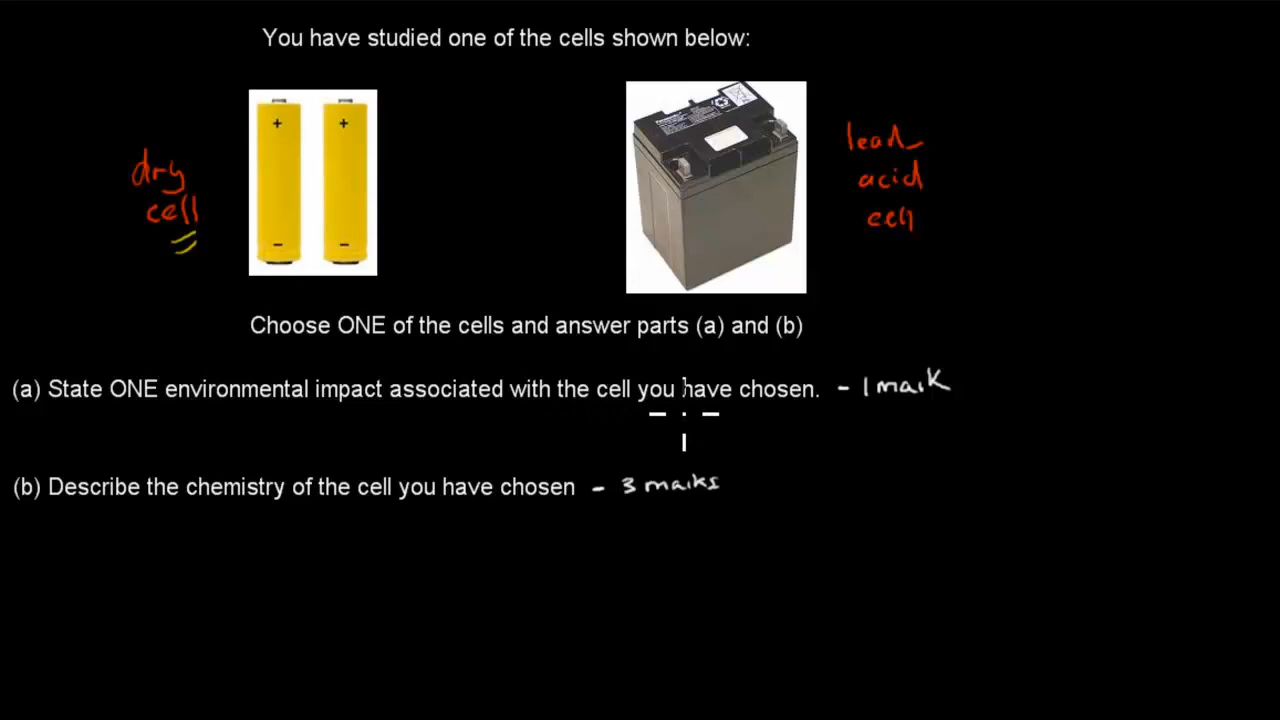 You have studied one of the cells shown below:
+ +
- -
dry
cell
Panasonic
lead
acid
cell
Choose ONE of the cells and answer parts (a) and (b)
(a) State ONE environmental impact associated with the cell you have chosen. - 1 mark
(b) Describe the chemistry of the cell you have chosen - 3 marks